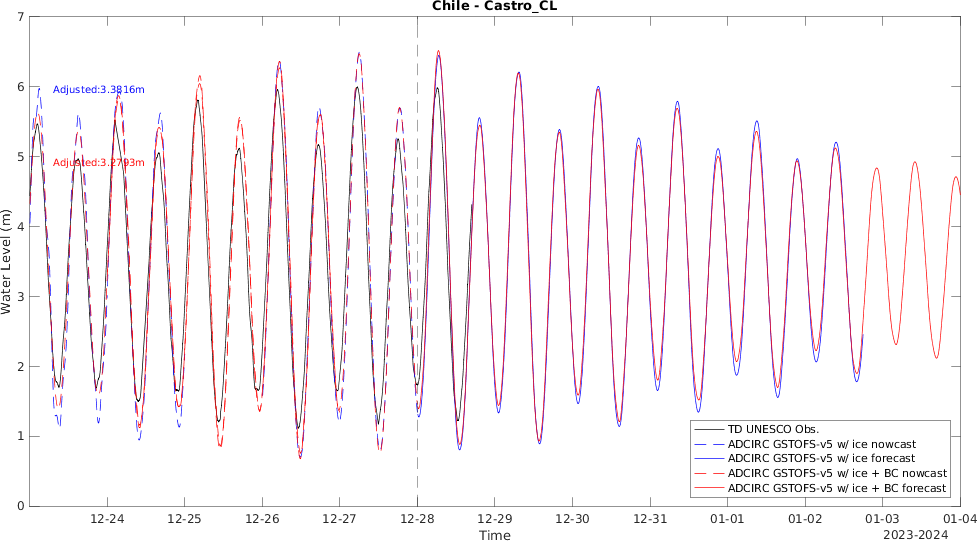 Chile - Castro_CL
7
6
5
4
3
2
1
0
Water Level (m)
Adjusted:3.3816m
Adjusted:3.2793m
TD UNESCO Obs.
ADCIRC GSTOFS-v5 w/ ice nowcast
ADCIRC GSTOFS-v5 w/ ice forecast
ADCIRC GSTOFS-v5 w/ ice + BC nowcast
ADCIRC GSTOFS-v5 w/ ice + BC forecast
12-24 12-25 12-26 12-27 12-28 12-29 12-30 12-31 01-01 01-02 01-03 01-04
Time
2023-2024